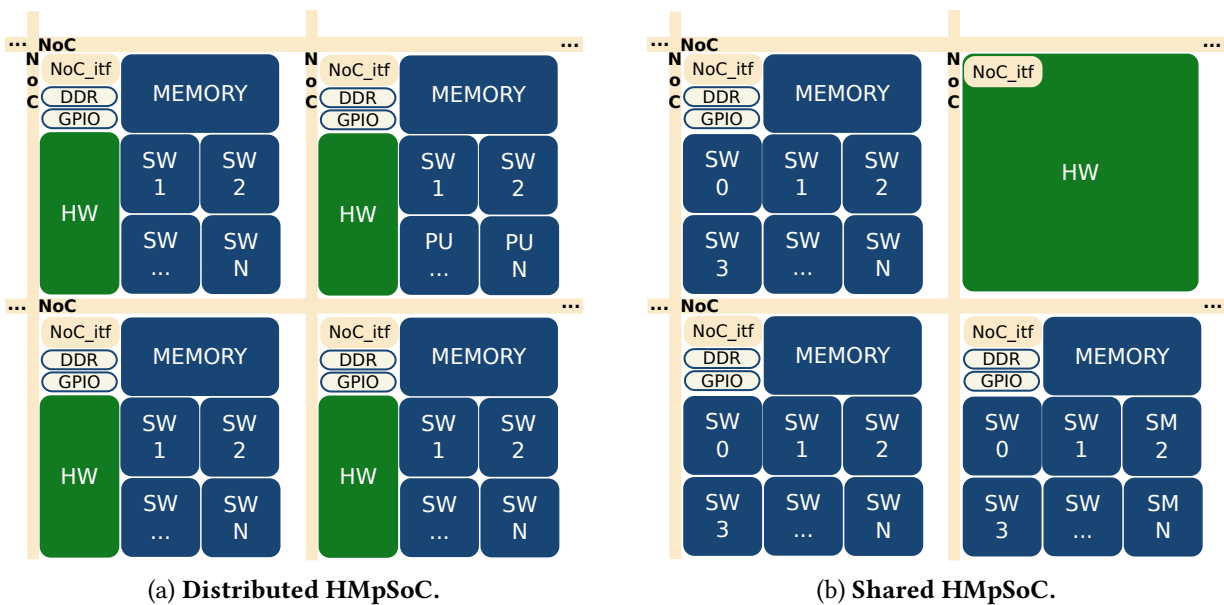 ... NoC ...
NoC
NoC_itf
DDR
GPIO
MEMORY
HW
SW 1
SW 2
SW ...
SW N
NoC
NoC_itf
DDR
GPIO
MEMORY
HW
SW 1
SW 2
PU ...
PU N
... NoC ...
NoC_itf
DDR
GPIO
MEMORY
HW
SW 1
SW 2
SW ...
SW N
NoC_itf
DDR
GPIO
MEMORY
HW
SW 1
SW 2
SW ...
SW N
(a) Distributed HMpSoC.
... NoC ...
NoC
NoC_itf
DDR
GPIO
MEMORY
SW 0
SW 1
SW 2
SW 3
SW ...
SW N
NoC
NoC_itf
HW
... NoC ...
NoC_itf
DDR
GPIO
MEMORY
SW 0
SW 1
SW 2
SW 3
SW ...
SW N
NoC_itf
DDR
GPIO
MEMORY
SW 0
SW 1
SM 2
SW 3
SW ...
SM N
(b) Shared HMpSoC.